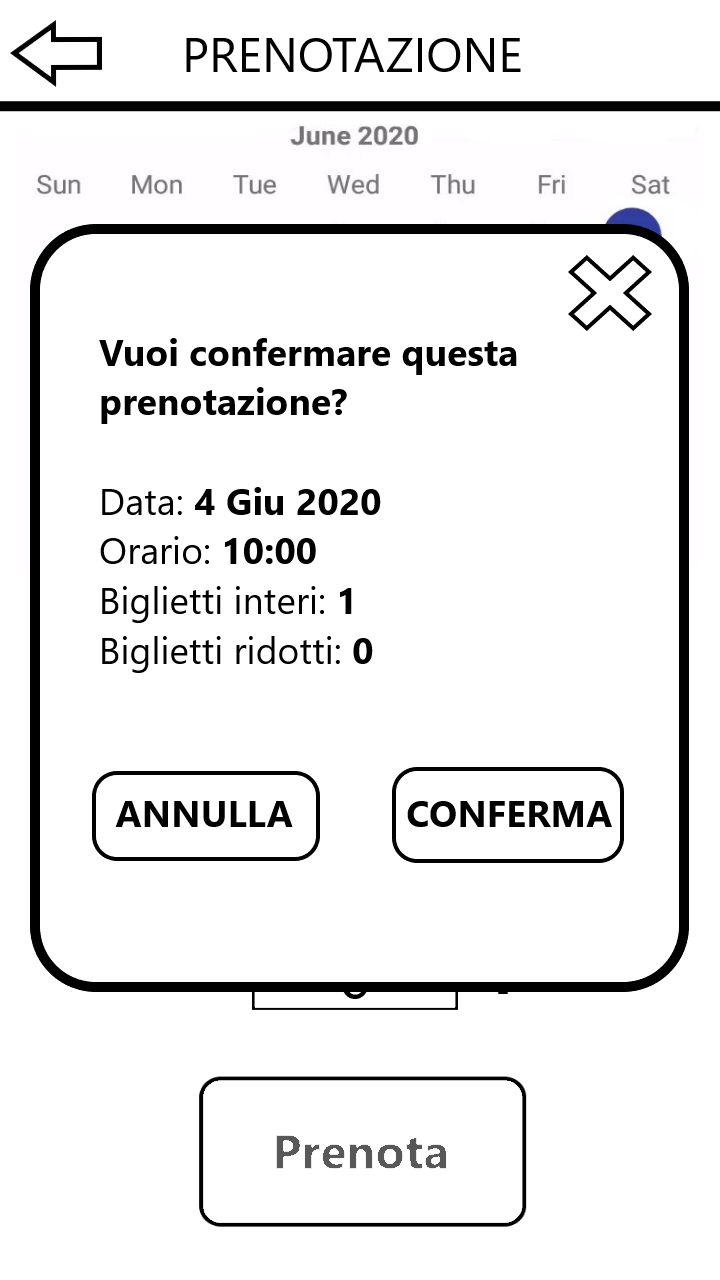 PRENOTAZIONE
June 2020
Sun Mon Tue Wed Thu Fri Sat
Vuoi confermare questa
prenotazione?
Data: 4 Giu 2020
Orario: 10:00
Biglietti interi: 1
Biglietti ridotti: 0
ANNULLA CONFERMA
Prenota